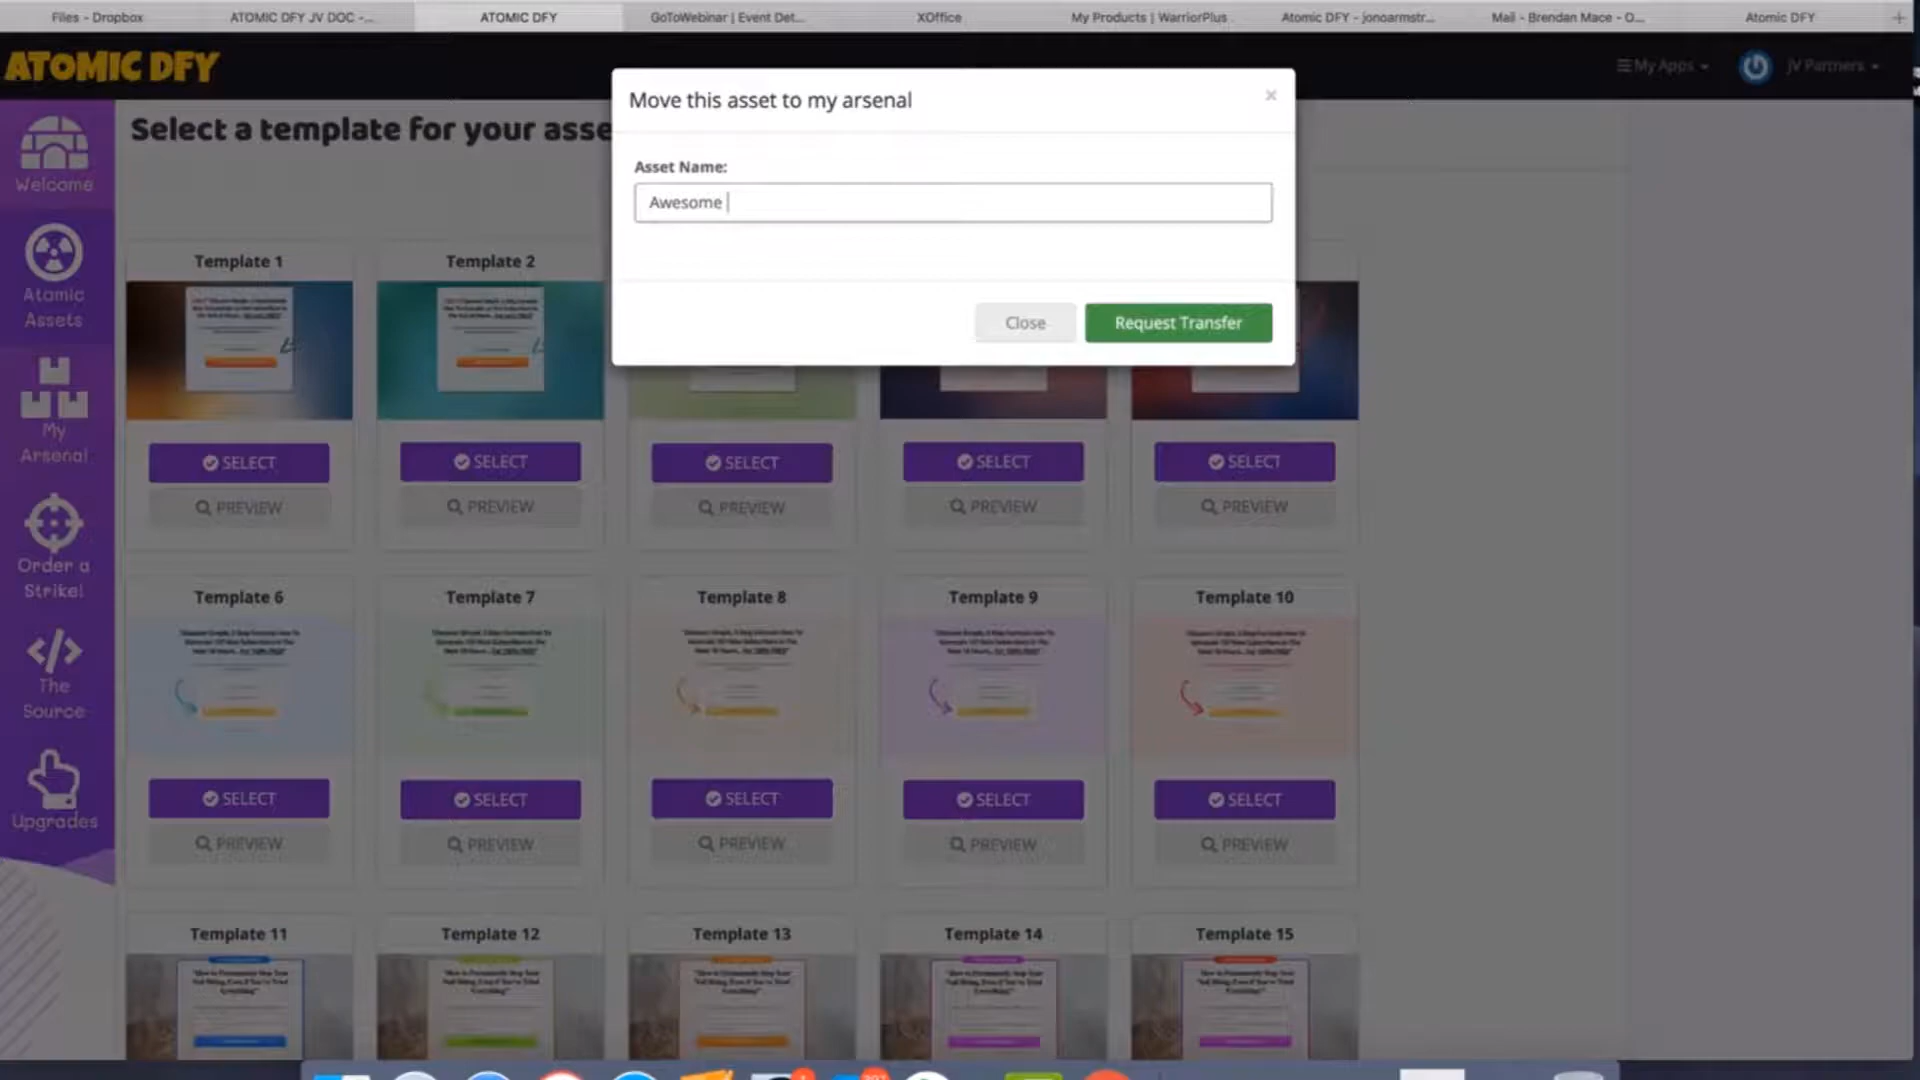 Files - Dropbox
ATOMIC DFY JV DOC -...
ATOMIC DFY
GoToWebinar | Event Det...
XOffice
My Products | WarriorPlus
Atomic DFY - jonoarmstr...
Mail - Brendan Mace - O...
Atomic DFY
ATOMIC DFY
My Apps
JV Partners
Select a template for your asse
Move this asset to my arsenal
×
Asset Name:
Awesome
Close
Request Transfer
Welcome
Atomic
Assets
My
Arsenal
Order a
Strike!
The
Source
Upgrades
Template 1
Template 2
SELECT
SELECT
SELECT
SELECT
SELECT
PREVIEW
PREVIEW
PREVIEW
PREVIEW
PREVIEW
Template 6
Template 7
Template 8
Template 9
Template 10
SELECT
SELECT
SELECT
SELECT
SELECT
PREVIEW
PREVIEW
PREVIEW
PREVIEW
PREVIEW
Template 11
Template 12
Template 13
Template 14
Template 15